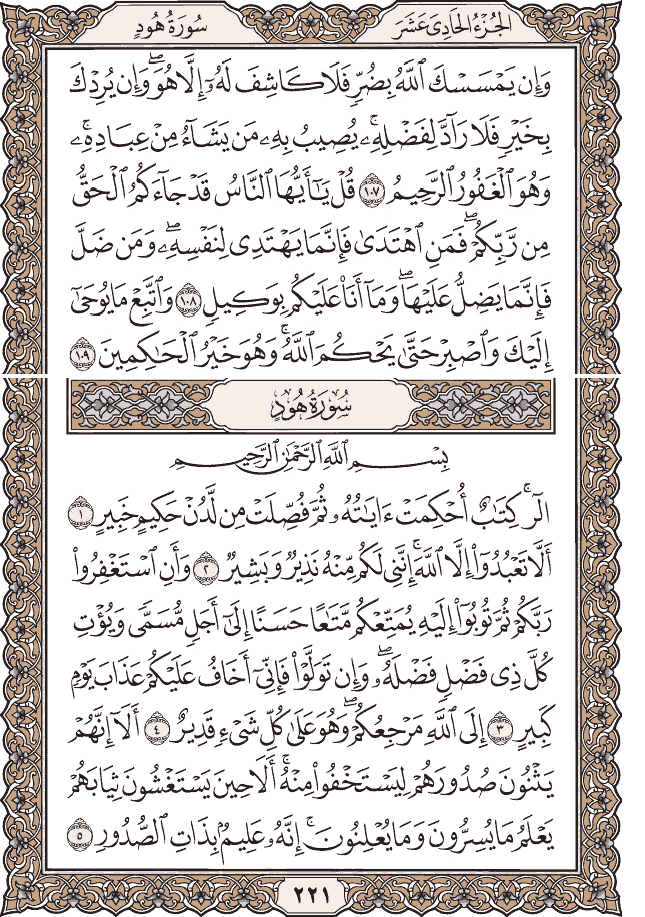 الجُزْءُ الحَادِى عَشَرَ
سُورَةُ هُودٍ
وَإِن يَمْسَسْكَ ٱللَّهُ بِضُرٍّ فَلَا كَاشِفَ لَهُۥٓ إِلَّا هُوَۖ وَإِن يُرِدْكَ
بِخَيْرٍ فَلَا رَآدَّ لِفَضْلِهِۦۚ يُصِيبُ بِهِۦ مَن يَشَآءُ مِنْ عِبَادِهِۦۚ
وَهُوَ ٱلْغَفُورُ ٱلرَّحِيمُ ١٠٧ قُلْ يَٰٓأَيُّهَا ٱلنَّاسُ قَدْ جَآءَكُمُ ٱلْحَقُّ
مِن رَّبِّكُمْۖ فَمَنِ ٱهْتَدَىٰ فَإِنَّمَا يَهْتَدِى لِنَفْسِهِۦۖ وَمَن ضَلَّ
فَإِنَّمَا يَضِلُّ عَلَيْهَاۖ وَمَآ أَنَا۠ عَلَيْكُم بِوَكِيلٍ ١٠٨ وَٱتَّبِعْ مَا يُوحَىٰٓ
إِلَيْكَ وَٱصْبِرْ حَتَّىٰ يَحْكُمَ ٱللَّهُۚ وَهُوَ خَيْرُ ٱلْحَٰكِمِينَ ١٠٩
سُورَةُ هُودٍ
بِسْمِ ٱللَّهِ ٱلرَّحْمَٰنِ ٱلرَّحِيمِ
الٓرۚ كِتَٰبٌ أُحْكِمَتْ ءَايَٰتُهُۥ ثُمَّ فُصِّلَتْ مِن لَّدُنْ حَكِيمٍ خَبِيرٍ ١
أَلَّا تَعْبُدُوٓا۟ إِلَّا ٱللَّهَۚ إِنَّنِى لَكُم مِّنْهُ نَذِيرٌ وَبَشِيرٌ ٢ وَأَنِ ٱسْتَغْفِرُوا۟
رَبَّكُمْ ثُمَّ تُوبُوٓا۟ إِلَيْهِ يُمَتِّعْكُم مَّتَٰعًا حَسَنًا إِلَىٰٓ أَجَلٍ مُّسَمًّى وَيُؤْتِ
كُلَّ ذِى فَضْلٍ فَضْلَهُۥۖ وَإِن تَوَلَّوْا۟ فَإِنِّىٓ أَخَافُ عَلَيْكُمْ عَذَابَ يَوْمٍ
كَبِيرٍ ٣ إِلَى ٱللَّهِ مَرْجِعُكُمْۖ وَهُوَ عَلَىٰ كُلِّ شَىْءٍ قَدِيرٌ ٤ أَلَآ إِنَّهُمْ
يَثْنُونَ صُدُورَهُمْ لِيَسْتَخْفُوا۟ مِنْهُۚ أَلَا حِينَ يَسْتَغْشُونَ ثِيَابَهُمْ
يَعْلَمُ مَا يُسِرُّونَ وَمَا يُعْلِنُونَۚ إِنَّهُۥ عَلِيمٌۢ بِذَاتِ ٱلصُّدُورِ ٥
٢٢١